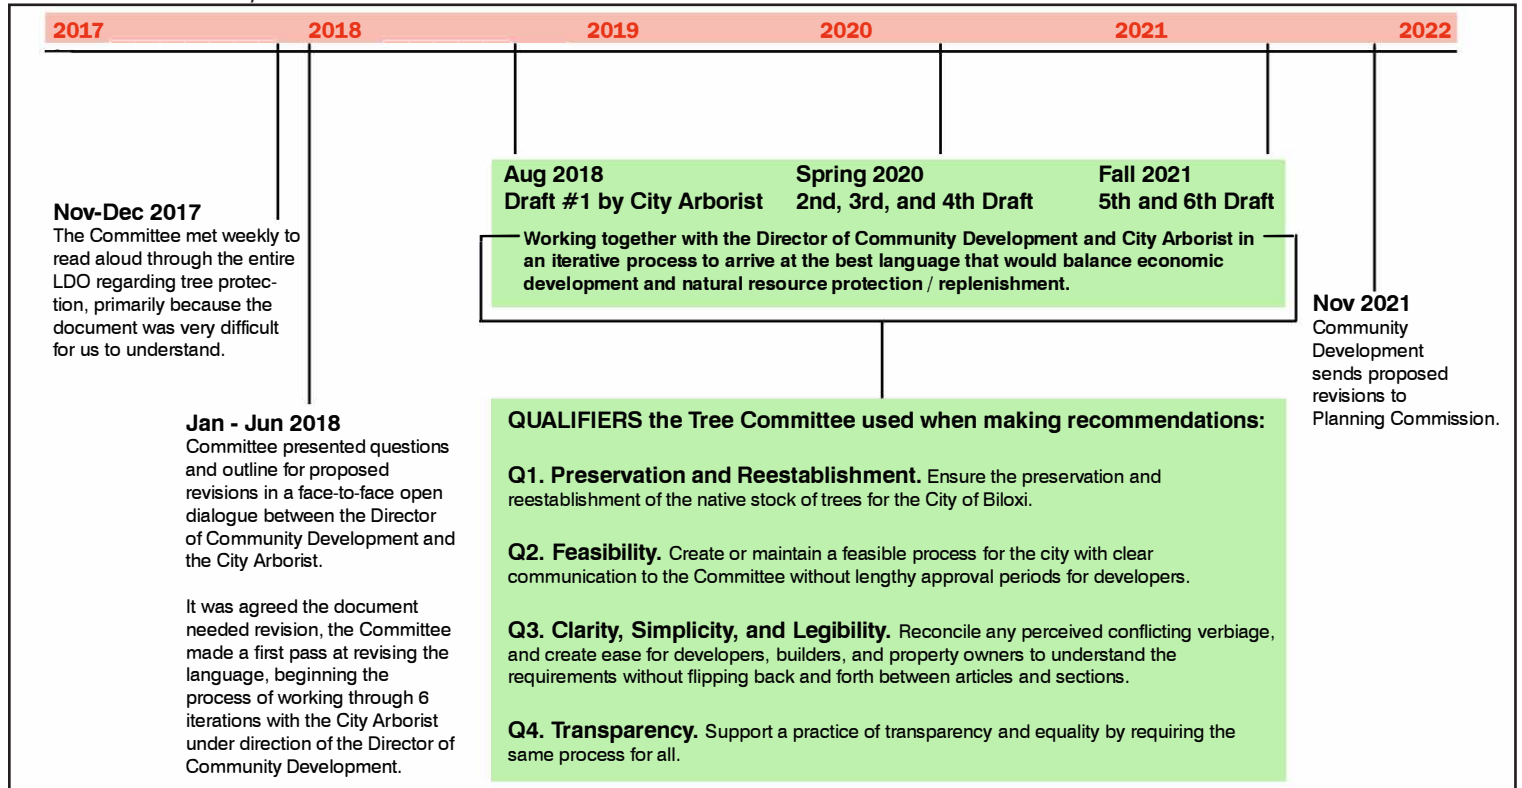 2017 2018 2019 2020 2021 2022
Nov-Dec 2017
The Committee met weekly to
read aloud through the entire
LDO regarding tree protec-
tion, primarily because the
document was very difficult
for us to understand.
Jan - Jun 2018
Committee presented questions
and outline for proposed
revisions in a face-to-face open
dialogue between the Director
of Community Development and
the City Arborist.
It was agreed the document
needed revision, the Committee
made a first pass at revising the
language, beginning the
process of working through 6
iterations with the City Arborist
under direction of the Director of
Community Development.
Aug 2018
Draft #1 by City Arborist
Spring 2020
2nd, 3rd, and 4th Draft
Fall 2021
5th and 6th Draft
Working together with the Director of Community Development and City Arborist in
an iterative process to arrive at the best language that would balance economic
development and natural resource protection / replenishment.
QUALIFIERS the Tree Committee used when making recommendations:
Q1. Preservation and Reestablishment. Ensure the preservation and
reestablishment of the native stock of trees for the City of Biloxi.
Q2. Feasibility. Create or maintain a feasible process for the city with clear
communication to the Committee without lengthy approval periods for developers.
Q3. Clarity, Simplicity, and Legibility. Reconcile any perceived conflicting verbiage,
and create ease for developers, builders, and property owners to understand the
requirements without flipping back and forth between articles and sections.
Q4. Transparency. Support a practice of transparency and equality by requiring the
same process for all.
Nov 2021
Community
Development
sends proposed
revisions to
Planning Commission.